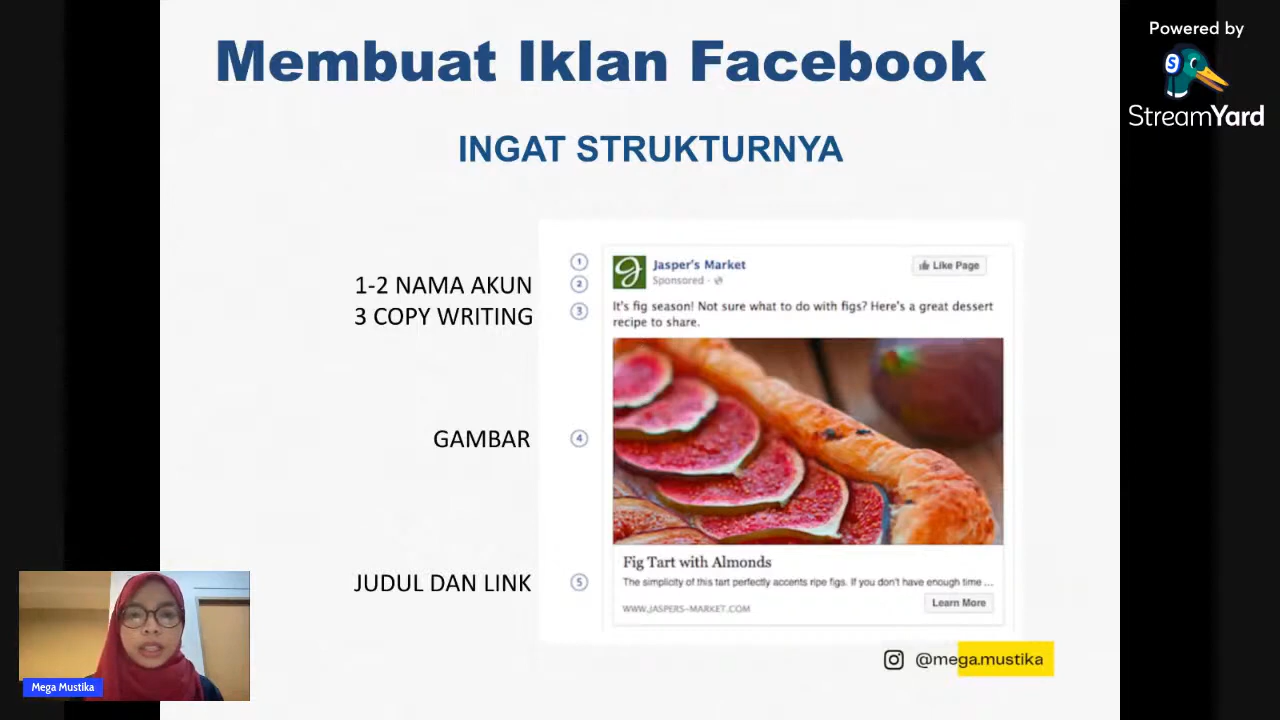 Powered by
StreamYard
Membuat Iklan Facebook
INGAT STRUKTURNYA
1-2 NAMA AKUN
3 COPY WRITING
GAMBAR
JUDUL DAN LINK
1
2
3
4
5
Jasper's Market
Sponsored ·
Like Page
It's fig season! Not sure what to do with figs? Here's a great dessert
recipe to share.
Fig Tart with Almonds
The simplicity of this tart perfectly accents ripe figs. If you don't have enough time ...
WWW.JASPERS-MARKET.COM
Learn More
@mega.mustika
Mega Mustika